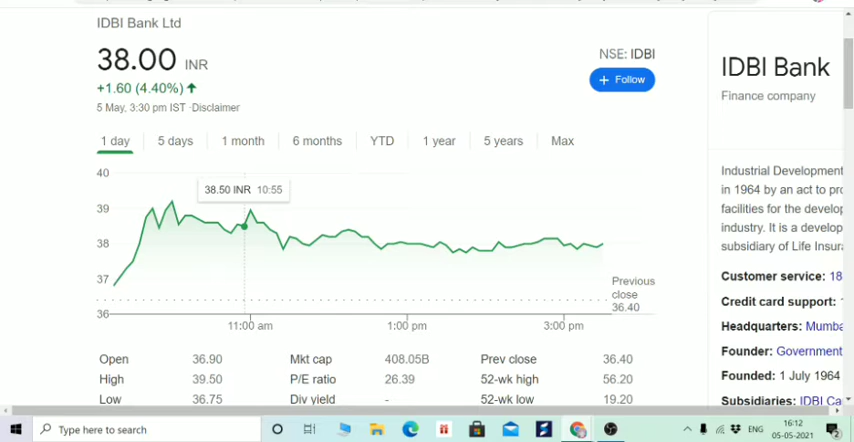 IDBI Bank Ltd
38.00 INR
+1.60 (4.40%) ↑
5 May, 3:30 pm IST ·Disclaimer
NSE: IDBI
+ Follow
1 day 5 days 1 month 6 months YTD 1 year 5 years Max
40
39
38
37
36
38.50 INR 10:55
Previous
close
36.40
11:00 am 1:00 pm 3:00 pm
Open 36.90 Mkt cap 408.05B Prev close 36.40
High 39.50 P/E ratio 26.39 52-wk high 56.20
Low 36.75 Div yield - 52-wk low 19.20
IDBI Bank
Finance company
Industrial Development
in 1964 by an act to pro
facilities for the develop
industry. It is a develop
subsidiary of Life Insura
Customer service: 18
Credit card support:
Headquarters: Mumba
Founder: Government
Founded: 1 July 1964
Subsidiaries: IDBI Ca
Type here to search
ENG
16:12
05-05-2021
2